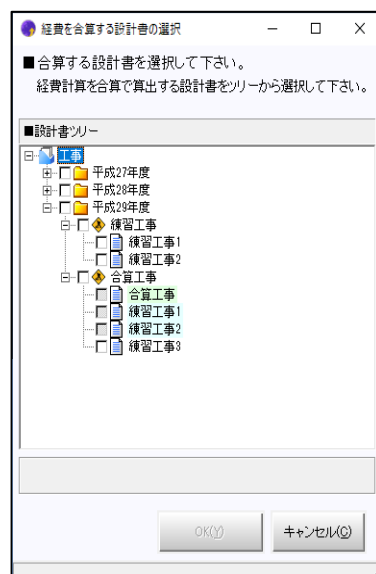 経費を合算する設計書の選択
■合算する設計書を選択して下さい。
経費計算を合算で算出する設計書をツリーから選択して下さい。
■設計書ツリー
工事
平成27年度
平成28年度
平成29年度
練習工事
練習工事1
練習工事2
合算工事
合算工事
練習工事1
練習工事2
練習工事3
OK(Y) キャンセル(C)